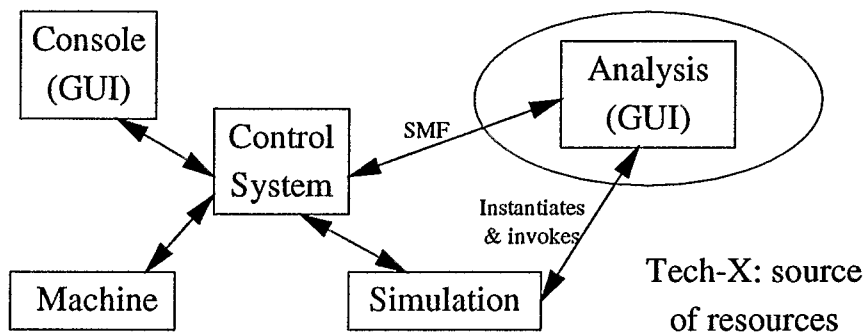 Console
(GUI)
Analysis
(GUI)
Control
System
SMF
Instantiates
& invokes
Machine
Simulation
Tech-X: source
of resources